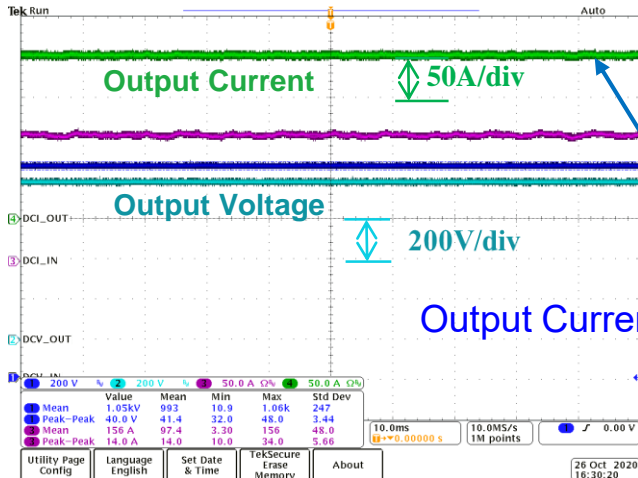 Tek Run
Auto
Output Current
50A/div
Output Voltage
4 DCI_OUT
200V/div
3 DCI_IN
Output Curren
2 DCV_OUT
1 DCV_IN
1 200 V 2 200 V 3 50.0 A Ω 4 50.0 A Ω
Value Mean Min Max Std Dev
1 Mean 1.05kV 993 10.9 1.06k 247
1 Peak-Peak 40.0 V 41.4 32.0 48.0 3.44
3 Mean 156 A 97.4 3.30 156 48.0
3 Peak-Peak 14.0 A 14.0 10.0 34.0 5.66
10.0ms
0.00000 s
10.0MS/s
1M points
1 0.00 V
Utility Page
Config
Language
English
Set Date
& Time
TekSecure
Erase
Memory
About
26 Oct 2020
16:30:20